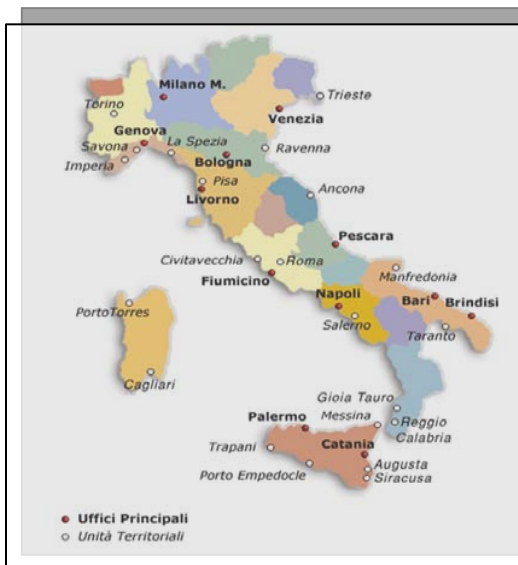 Milano M.
Torino
Trieste
Venezia
Genova
La Spezia
Savona
Bologna
Ravenna
Imperia
Pisa
Ancona
Livorno
Pescara
Civitavecchia
Roma
Manfredonia
Fiumicino
Napoli
Bari
Brindisi
PortoTorres
Salerno
Taranto
Cagliari
Gioia Tauro
Palermo
Messina
Reggio
Calabria
Trapani
Catania
Augusta
Porto Empedocle
Siracusa
Uffici Principali
Unità Territoriali